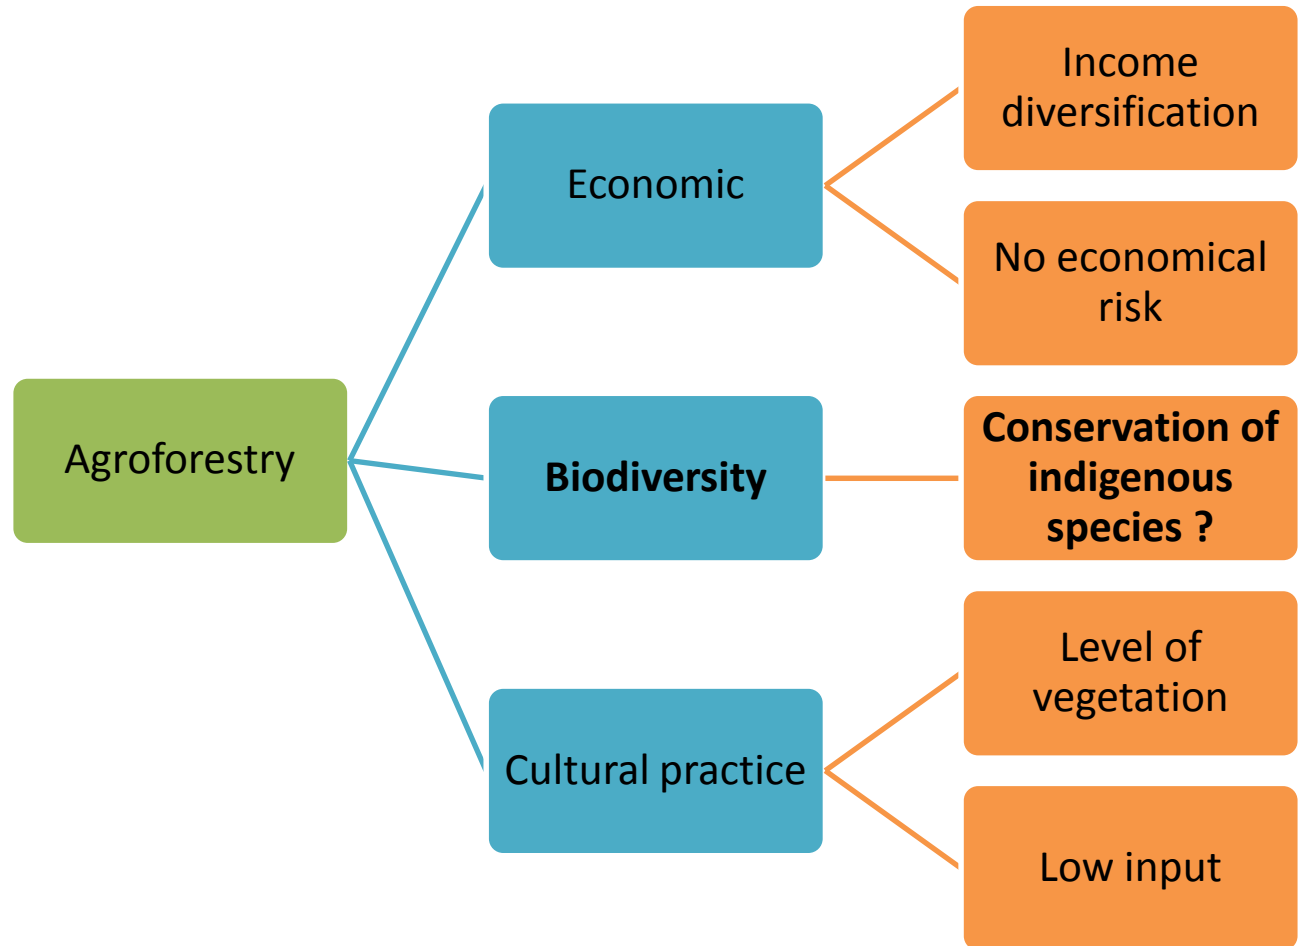 Agroforestry
Economic
Income
diversification
No economical
risk
Biodiversity
Conservation of
indigenous
species ?
Cultural practice
Level of
vegetation
Low input